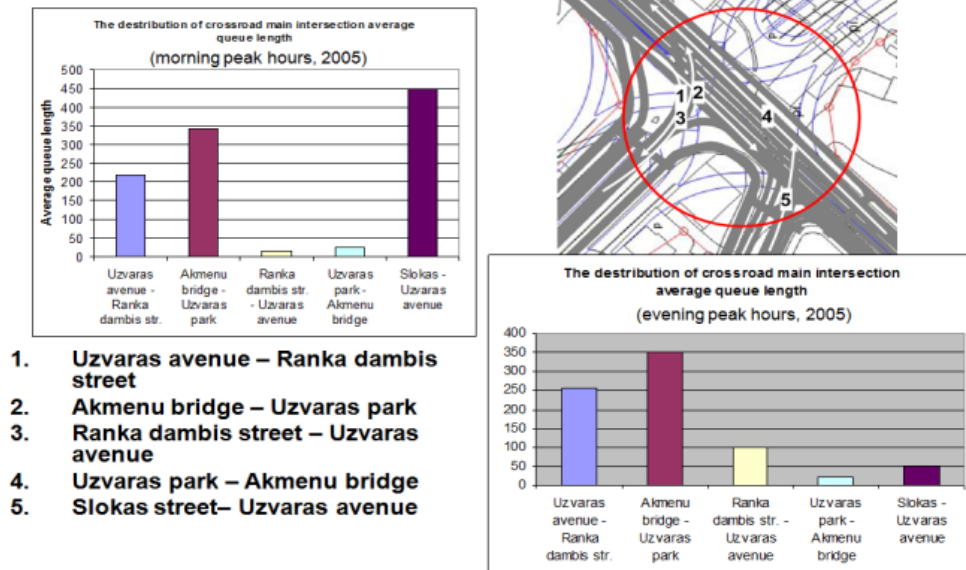 The destribution of crossroad main intersection average
queue length
(morning peak hours, 2005)
Average queue length
500
450
400
350
300
250
200
150
100
50
0
Uzvaras
avenue -
Ranka
dambis str.
Akmenu
bridge -
Uzvaras
park
Ranka
dambis str.
- Uzvaras
avenue
Uzvaras
park -
Akmenu
bridge
Slokas -
Uzvaras
avenue
1
2
3
4
5
1. Uzvaras avenue – Ranka dambis
street
2. Akmenu bridge – Uzvaras park
3. Ranka dambis street – Uzvaras
avenue
4. Uzvaras park – Akmenu bridge
5. Slokas street– Uzvaras avenue
The destribution of crossroad main intersection
average queue length
(evening peak hours, 2005)
400
350
300
250
200
150
100
50
0
Uzvaras
avenue -
Ranka
dambis str.
Akmenu
bridge -
Uzvaras
park
Ranka
dambis str. -
Uzvaras
avenue
Uzvaras
park -
Akmenu
bridge
Slokas -
Uzvaras
avenue